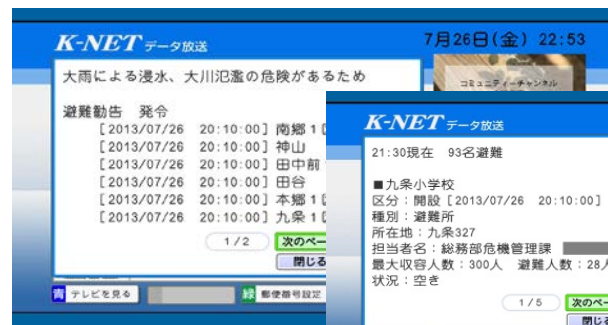 K-NET データ放送
7月26日(金) 22:53
コミュニティーチャンネル
大雨による浸水、大川氾濫の危険があるため
避難勧告 発令
[2013/07/26 20:10:00] 南郷1
[2013/07/26 20:10:00] 神山
[2013/07/26 20:10:00] 田中前
[2013/07/26 20:10:00] 田谷
[2013/07/26 20:10:00] 本郷1
[2013/07/26 20:10:00] 九条1
1/2 次のペー
閉じる
青 テレビを見る 緑 郵便番号設定
K-NET データ放送
21:30現在 93名避難
■九条小学校
区分:開設[2013/07/26 20:10:00]
種別:避難所
所在地:九条327
担当者名:総務部危機管理課
最大収容人数:300人 避難人数:28人
状況:空き
1/5 次のペー
閉じる